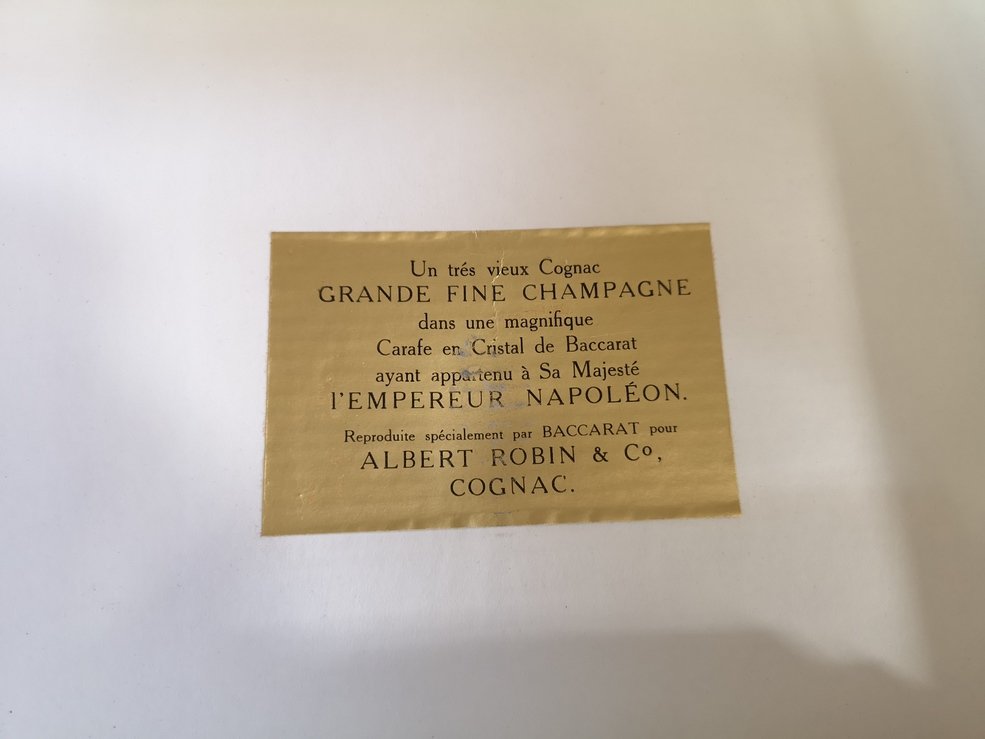 Un trés vieux Cognac
GRANDE FINE CHAMPAGNE
dans une magnifique
Carafe en Cristal de Baccarat
ayant appartenu à Sa Majesté
l'EMPEREUR NAPOLÉON.
Reproduite spécialement par BACCARAT pour
ALBERT ROBIN & Cº,
COGNAC.